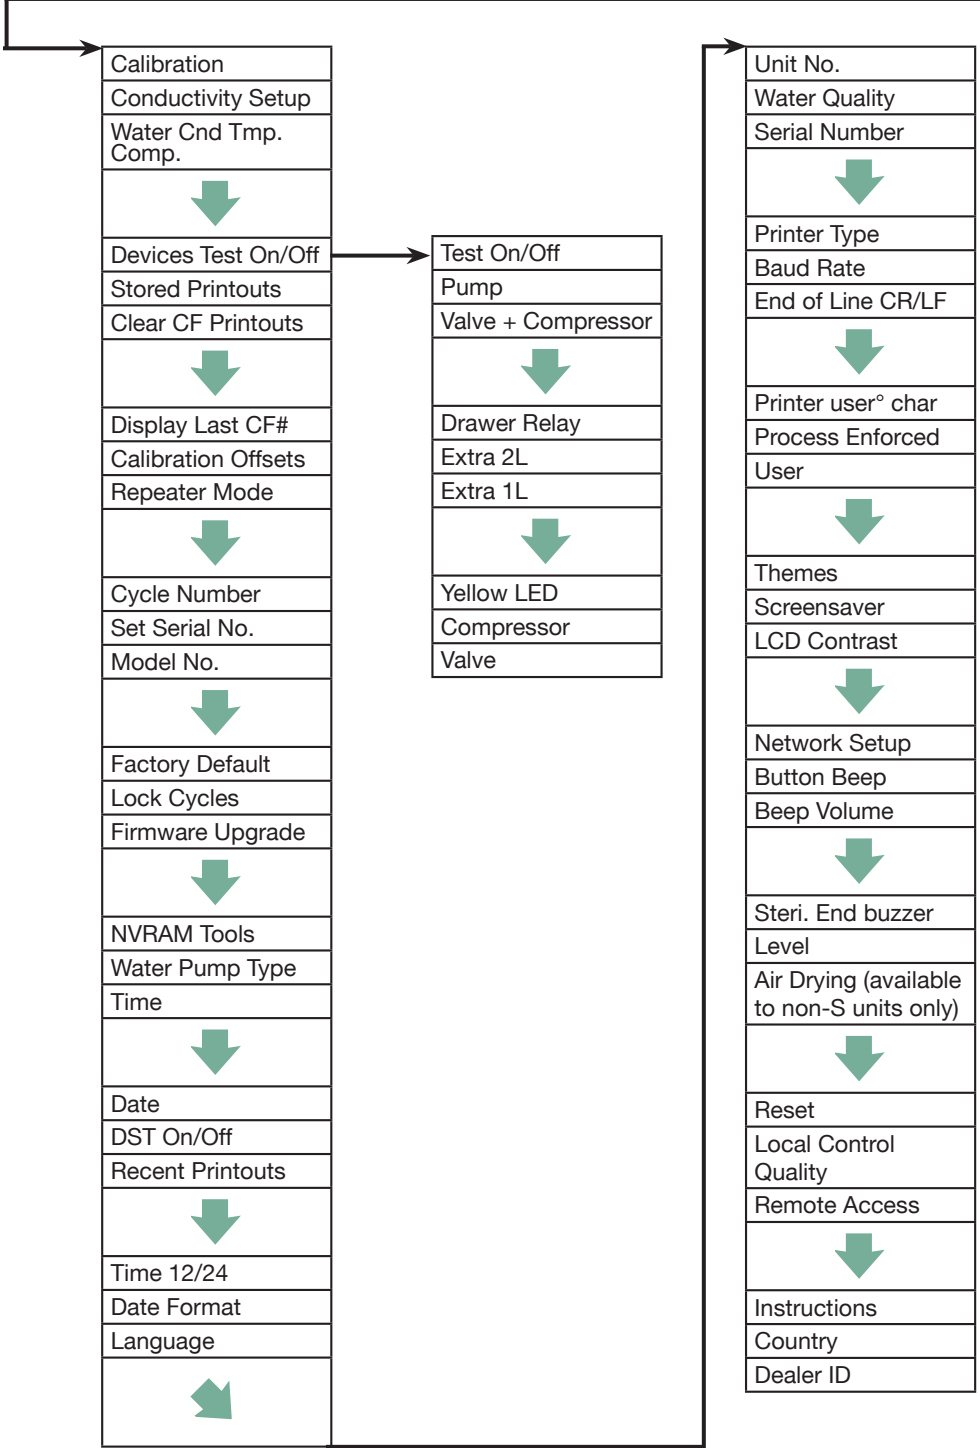 Calibration
Conductivity Setup
Water Cnd Tmp.
Comp.
Devices Test On/Off
Stored Printouts
Clear CF Printouts
Display Last CF#
Calibration Offsets
Repeater Mode
Cycle Number
Set Serial No.
Model No.
Factory Default
Lock Cycles
Firmware Upgrade
NVRAM Tools
Water Pump Type
Time
Date
DST On/Off
Recent Printouts
Time 12/24
Date Format
Language
Test On/Off
Pump
Valve + Compressor
Drawer Relay
Extra 2L
Extra 1L
Yellow LED
Compressor
Valve
Unit No.
Water Quality
Serial Number
Printer Type
Baud Rate
End of Line CR/LF
Printer user° char
Process Enforced
User
Themes
Screensaver
LCD Contrast
Network Setup
Button Beep
Beep Volume
Steri. End buzzer
Level
Air Drying (available
to non-S units only)
Reset
Local Control
Quality
Remote Access
Instructions
Country
Dealer ID